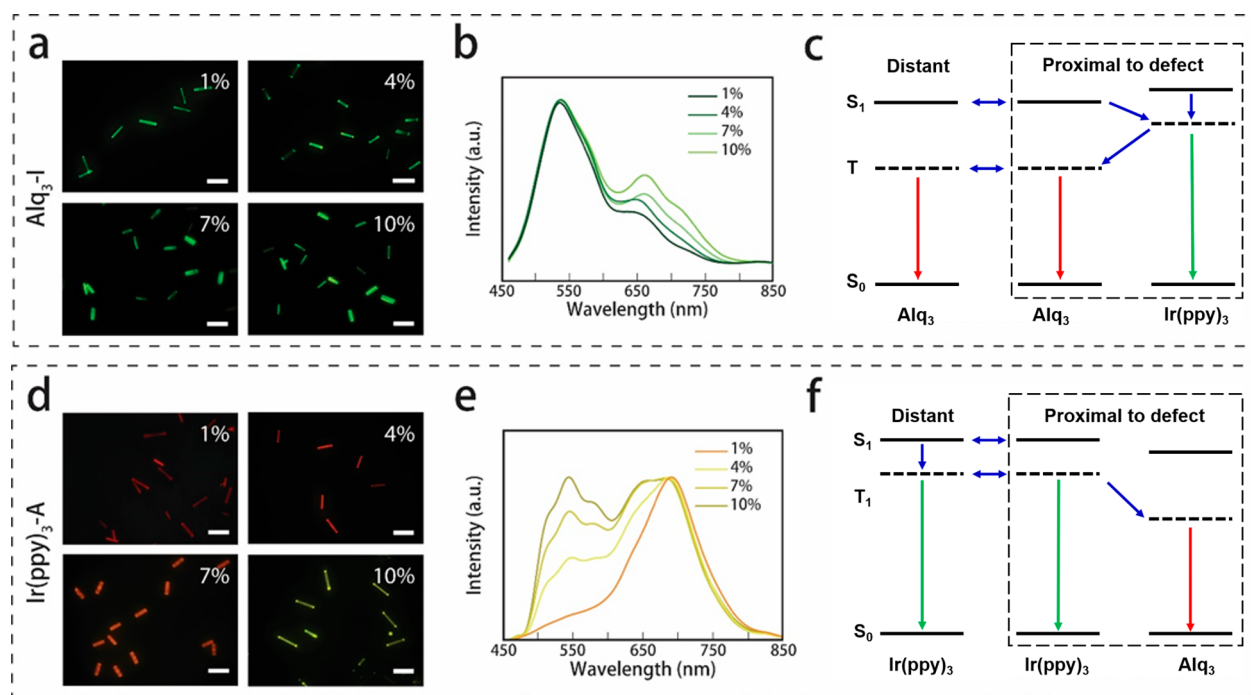 a
Alq3-I
1%
4%
7%
10%
b
Intensity (a.u.)
1%
4%
7%
10%
450 550 650 750 850
Wavelength (nm)
c
Distant
Proximal to defect
S1
T
S0
Alq3
Alq3
Ir(ppy)3
d
Ir(ppy)3-A
1%
4%
7%
10%
e
Intensity (a.u.)
1%
4%
7%
10%
450 550 650 750 850
Wavelength (nm)
f
Distant
Proximal to defect
S1
T1
S0
Ir(ppy)3
Ir(ppy)3
Alq3